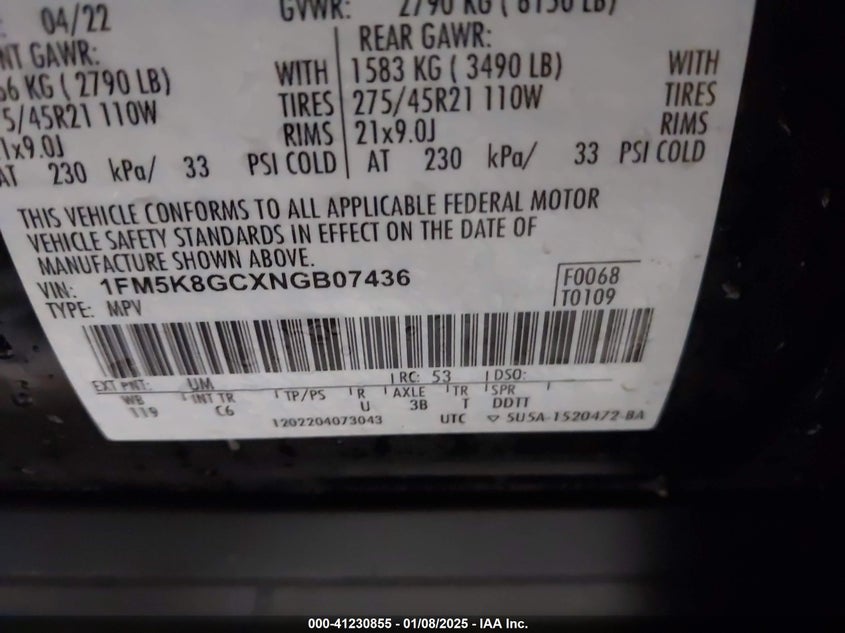 04/22
GVWR: 2790 KG ( 6150 LB)
NT GAWR:
6 KG ( 2790 LB)
5/45R21 110W
1x9.0J
AT 230 kPa/ 33 PSI COLD
WITH
TIRES
RIMS
REAR GAWR:
1583 KG ( 3490 LB)
275/45R21 110W
21x9.0J
AT 230 kPa/ 33 PSI COLD
WITH
TIRES
RIMS
THIS VEHICLE CONFORMS TO ALL APPLICABLE FEDERAL MOTOR
VEHICLE SAFETY STANDARDS IN EFFECT ON THE DATE OF
MANUFACTURE SHOWN ABOVE.
VIN: 1FM5K8GCXNGB07436
TYPE: MPV
F0068
T0109
EXT PNT: UM RC: 53 DSO:
WB INT TR TP/PS R AXLE TR SPR
119 C6 U 3B T DDTT
1202204073043 UTC ▽ SU5A-1520472-BA
000-41230855 — 01/08/2025 - IAA Inc.